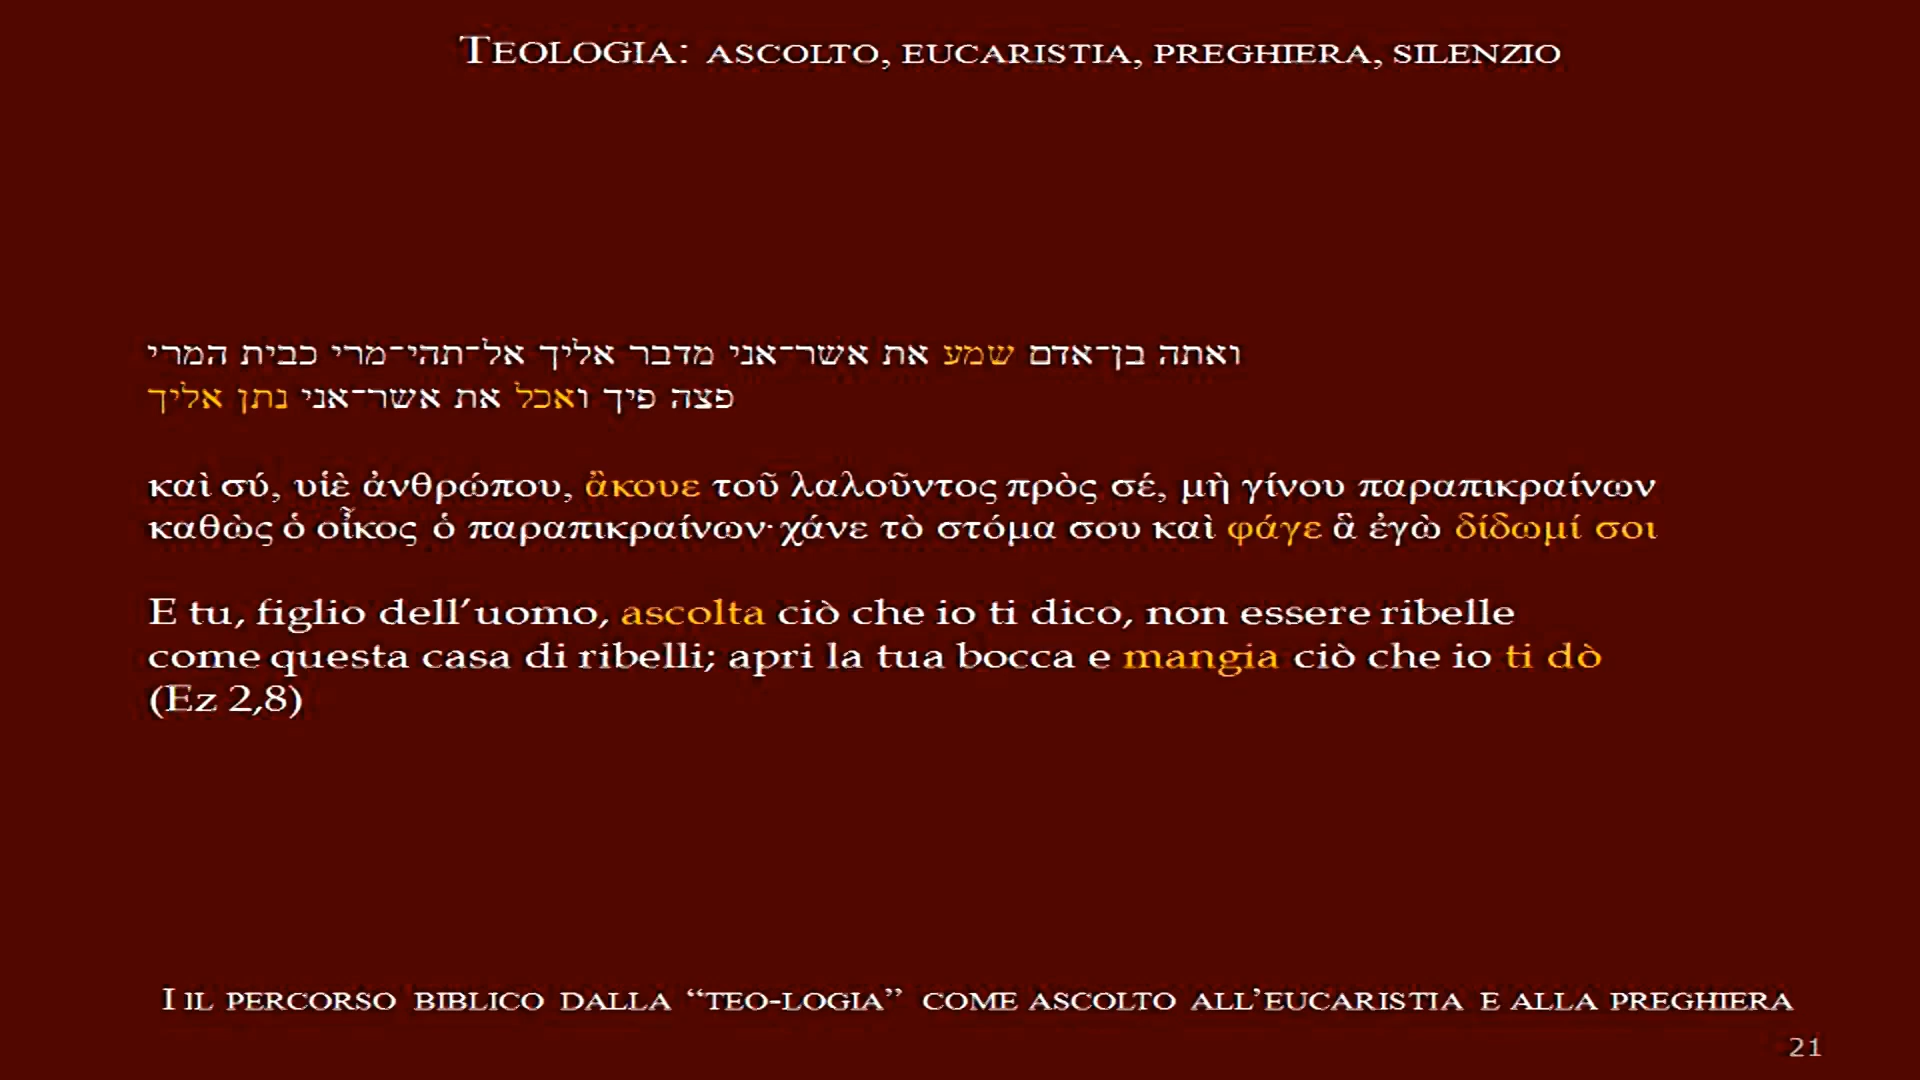 TEOLOGIA: ASCOLTO, EUCARISTIA, PREGHIERA, SILENZIO
ואתה בן־אדם שמע את אשר־אני מדבר אליך אל־תהי־מרי כבית המרי
פצה פיך ואכל את אשר־אני נתן אליך
καὶ σύ, υἱὲ ἀνθρώπου, ἄκουε τοῦ λαλοῦντος πρὸς σέ, μὴ γίνου παραπικραίνων
καθὼς ὁ οἶκος ὁ παραπικραίνων· χάνε τὸ στόμα σου καὶ φάγε ἃ ἐγὼ δίδωμί σοι
E tu, figlio dell'uomo, ascolta ciò che io ti dico, non essere ribelle
come questa casa di ribelli; apri la tua bocca e mangia ciò che io ti dò
(Ez 2,8)
I IL PERCORSO BIBLICO DALLA “TEO-LOGIA” COME ASCOLTO ALL’EUCARISTIA E ALLA PREGHIERA
21